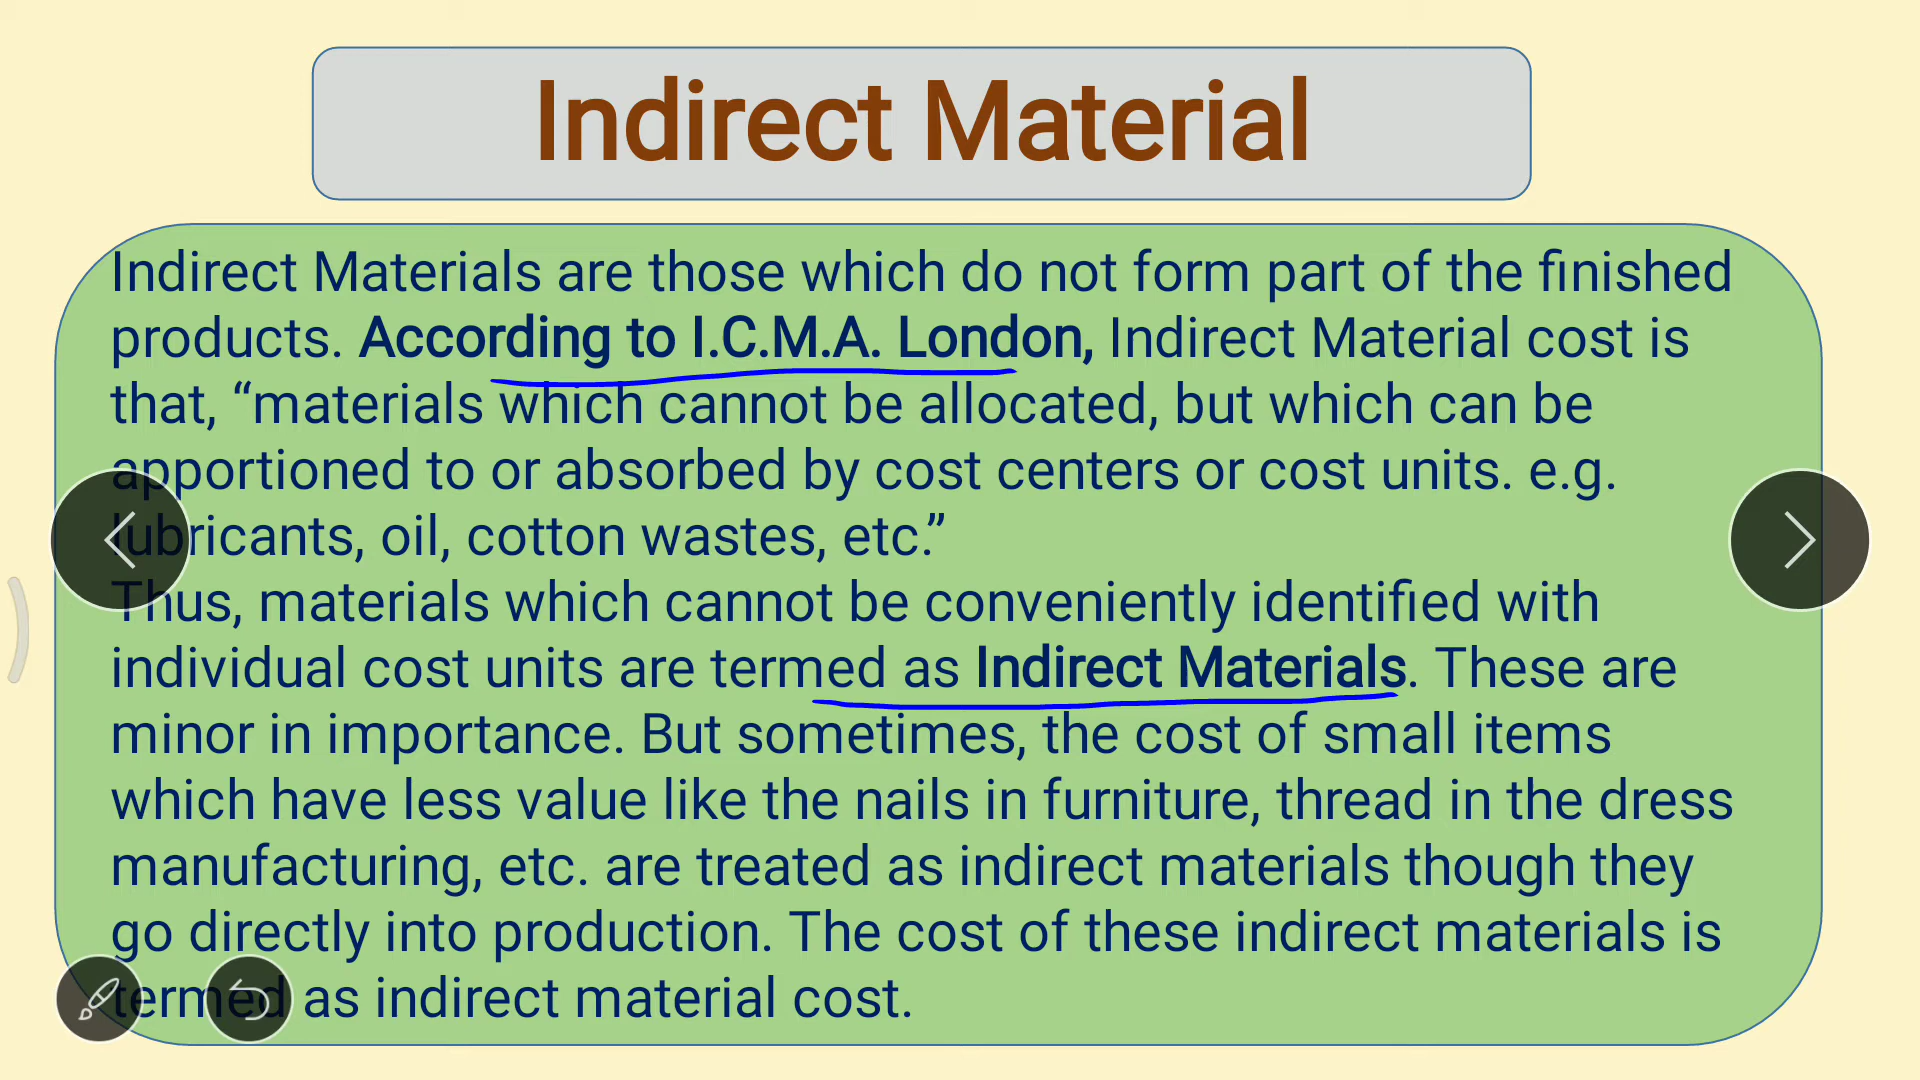 Indirect Material
Indirect Materials are those which do not form part of the finished
products. According to I.C.M.A. London, Indirect Material cost is
that, “materials which cannot be allocated, but which can be
apportioned to or absorbed by cost centers or cost units. e.g.
lubricants, oil, cotton wastes, etc.”
Thus, materials which cannot be conveniently identified with
individual cost units are termed as Indirect Materials. These are
minor in importance. But sometimes, the cost of small items
which have less value like the nails in furniture, thread in the dress
manufacturing, etc. are treated as indirect materials though they
go directly into production. The cost of these indirect materials is
termed as indirect material cost.